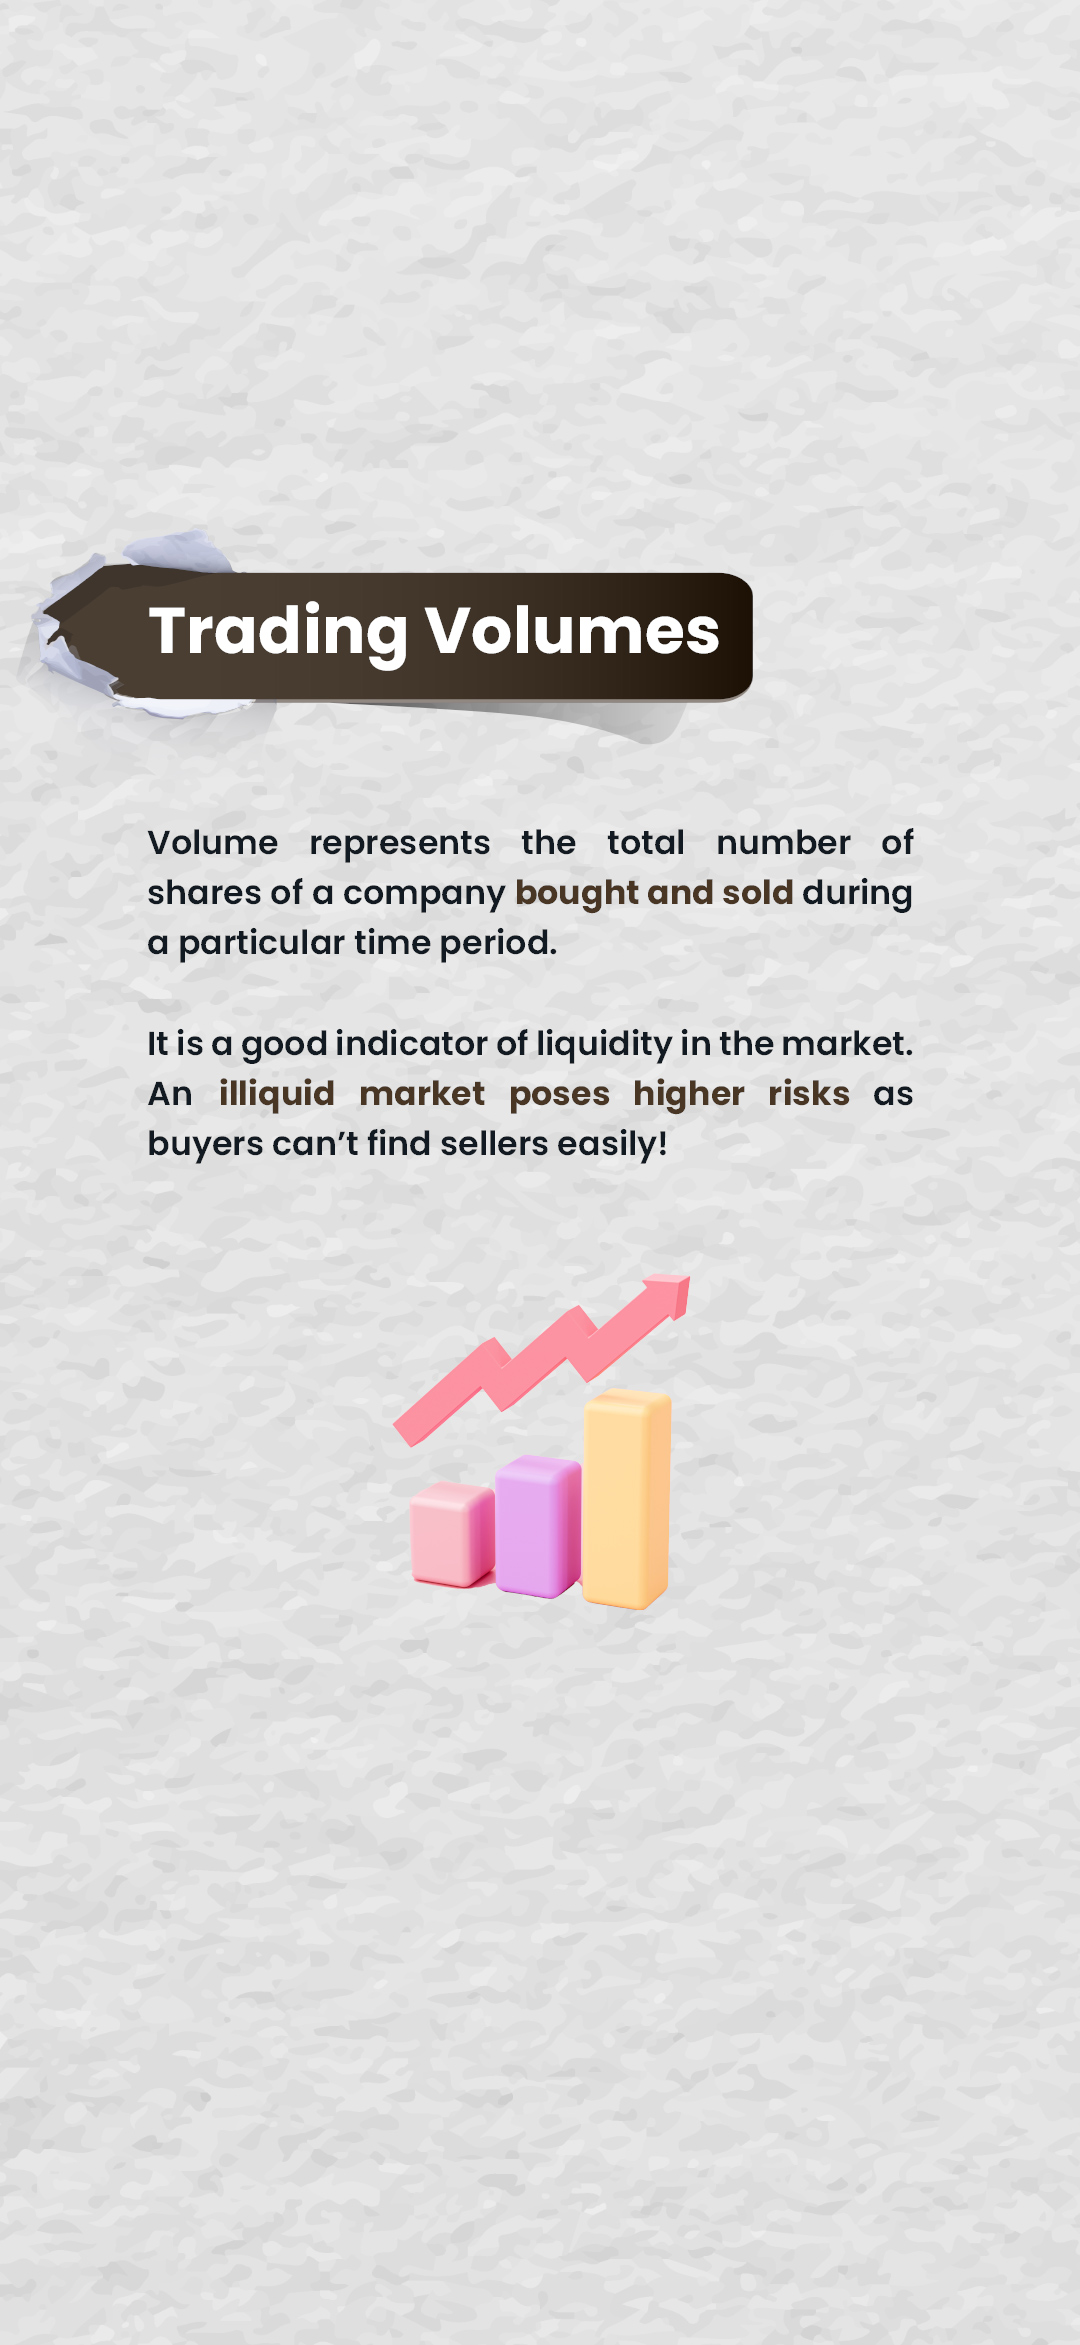 Trading Volumes
Volume represents the total number of
shares of a company bought and sold during
a particular time period.
It is a good indicator of liquidity in the market.
An illiquid market poses higher risks as
buyers can’t find sellers easily!